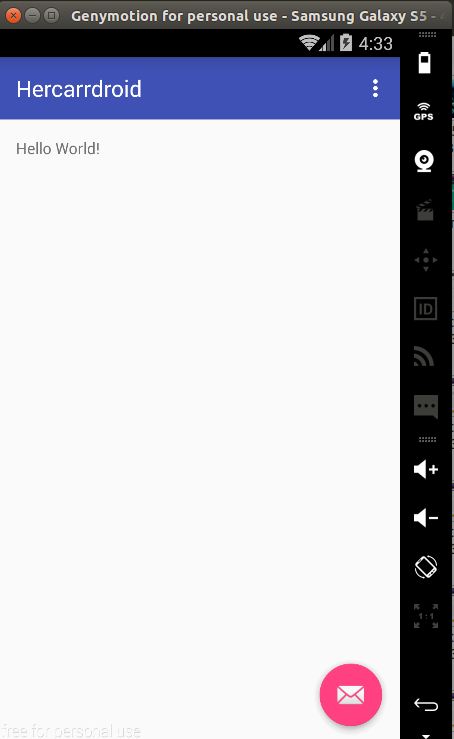 Genymotion for personal use - Samsung Galaxy S5 - 4
4:33
Hercarrdroid
GPS
Hello World!
ID
1:1
free for personal use